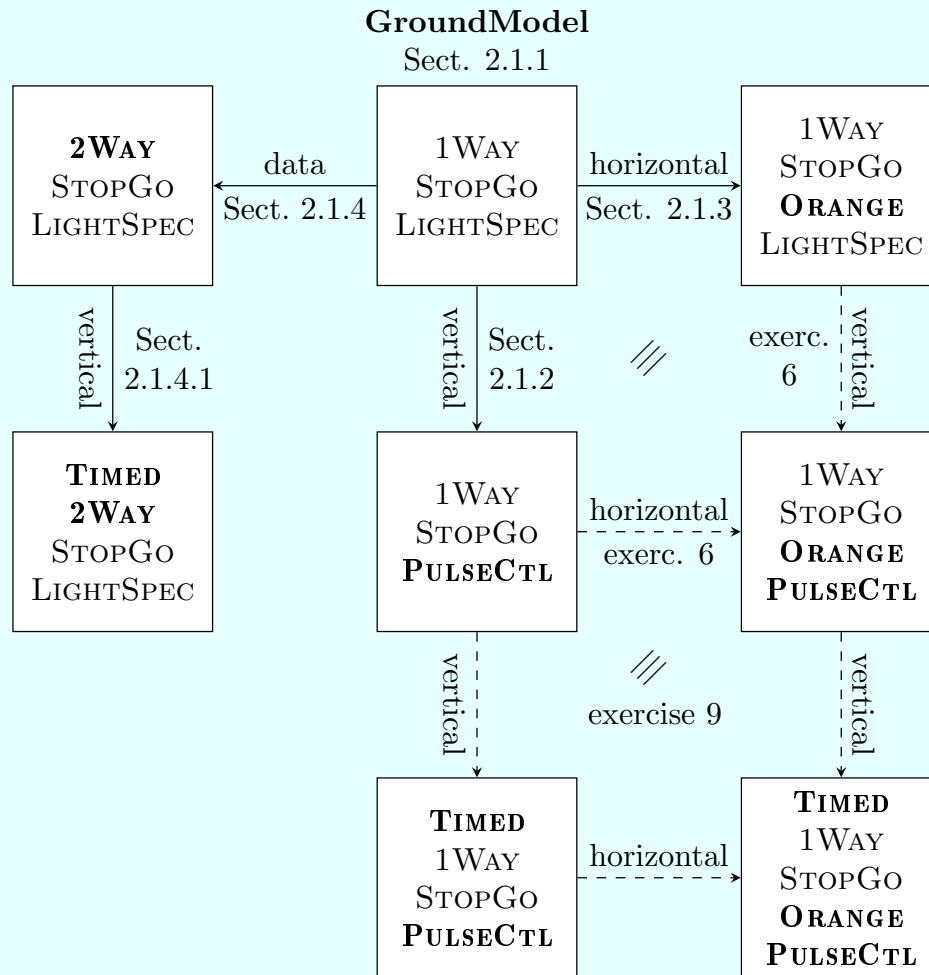 GroundModel
Sect. 2.1.1
2WAY
STOPGO
LIGHTSPEC
data
Sect. 2.1.4
1WAY
STOPGO
LIGHTSPEC
horizontal
Sect. 2.1.3
1WAY
STOPGO
ORANGE
LIGHTSPEC
vertical
Sect.
2.1.4.1
vertical
Sect.
2.1.2
exerc.
6
vertical
TIMED
2WAY
STOPGO
LIGHTSPEC
1WAY
STOPGO
PULSECTL
horizontal
exerc. 6
1WAY
STOPGO
ORANGE
PULSECTL
vertical
exercise 9
vertical
TIMED
1WAY
STOPGO
PULSECTL
horizontal
TIMED
1WAY
STOPGO
ORANGE
PULSECTL